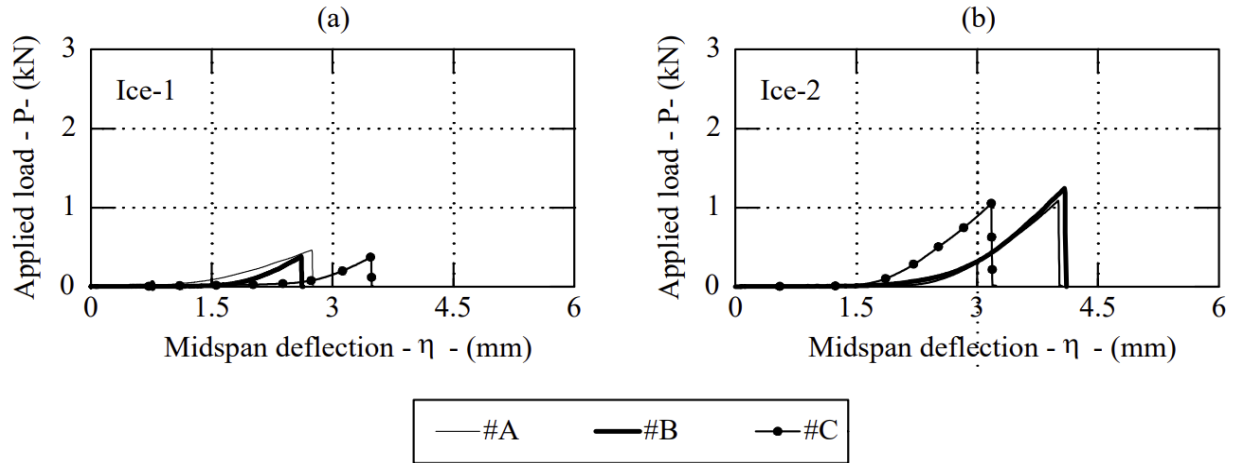 (a)
(b)
Applied load - P- (kN)
3
2
1
0
Ice-1
0 1.5 3 4.5 6
Midspan deflection - η - (mm)
Applied load - P- (kN)
3
2
1
0
Ice-2
0 1.5 3 4.5 6
Midspan deflection - η - (mm)
#A #B #C